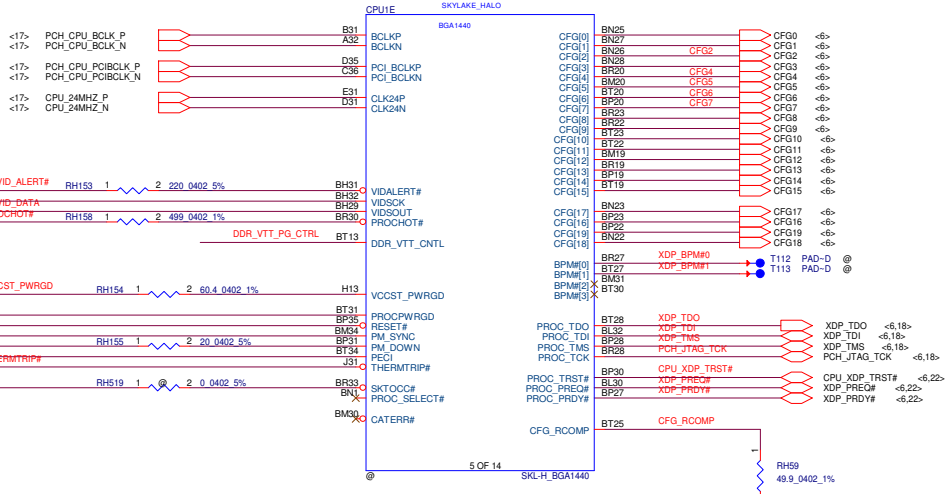 SKYLAKE_HALO
CPU1E
BGA1440
<17> PCH_CPU_BCLK_P B31 BCLKP
<17> PCH_CPU_BCLK_N A32 BCLKN
<17> PCH_CPU_PCIBCLK_P D35 PCI_BCLKP
<17> PCH_CPU_PCIBCLK_N C36 PCI_BCLKN
<17> CPU_24MHZ_P E31 CLK24P
<17> CPU_24MHZ_N D31 CLK24N
VID_ALERT# RH153 1 2 220_0402_5% BH31 VIDALERT#
VID_DATA BH32 VIDSCK
BH29 VIDSOUT
OCHOT# RH158 1 2 499_0402_1% BR30 PROCHOT#
DDR_VTT_PG_CTRL BT13 DDR_VTT_CNTL
CST_PWRGD RH154 1 2 60.4_0402_1% H13 VCCST_PWRGD
BT31 PROCPWRGD
BP35 RESET#
BM34 PM_SYNC
RH155 1 2 20_0402_5% BP31 PM_DOWN
BT34 PECI
ERMTRIP# J31 THERMTRIP#
RH519 1 @ 2 0_0402_5% BR33 SKTOCC#
BN1 PROC_SELECT#
BM30 CATERR#
CFG[0] BN25 CFG0 <6>
CFG[1] BN27 CFG1 <6>
CFG[2] BN26 CFG2 CFG2 <6>
CFG[3] BN28 CFG3 <6>
CFG[4] BR20 CFG4 CFG4 <6>
CFG[5] BM20 CFG5 CFG5 <6>
CFG[6] BT20 CFG6 CFG6 <6>
CFG[7] BP20 CFG7 CFG7 <6>
CFG[8] BR23 CFG8 <6>
CFG[9] BR22 CFG9 <6>
CFG[10] BT23 CFG10 <6>
CFG[11] BT22 CFG11 <6>
CFG[12] BM19 CFG12 <6>
CFG[13] BR19 CFG13 <6>
CFG[14] BP19 CFG14 <6>
CFG[15] BT19 CFG15 <6>
CFG[17] BN23 CFG17 <6>
CFG[16] BP23 CFG16 <6>
CFG[19] BP22 CFG19 <6>
CFG[18] BN22 CFG18 <6>
BPM#[0] BR27 XDP_BPM#0 T112 PAD~D @
BPM#[1] BT27 XDP_BPM#1 T113 PAD~D @
BPM#[2] BM31
BPM#[3] BT30
PROC_TDO BT28 XDP_TDO XDP_TDO <6,18>
PROC_TDI BL32 XDP_TDI XDP_TDI <6,18>
PROC_TMS BP28 XDP_TMS XDP_TMS <6,18>
PROC_TCK BR28 PCH_JTAG_TCK PCH_JTAG_TCK <6,18>
PROC_TRST# BP30 CPU_XDP_TRST# CPU_XDP_TRST# <6,22>
PROC_PREQ# BL30 XDP_PREQ# XDP_PREQ# <6,22>
PROC_PRDY# BP27 XDP_PRDY# XDP_PRDY# <6,22>
CFG_RCOMP BT25 CFG_RCOMP
1
RH59
49.9_0402_1%
5 OF 14
@ SKL-H_BGA1440